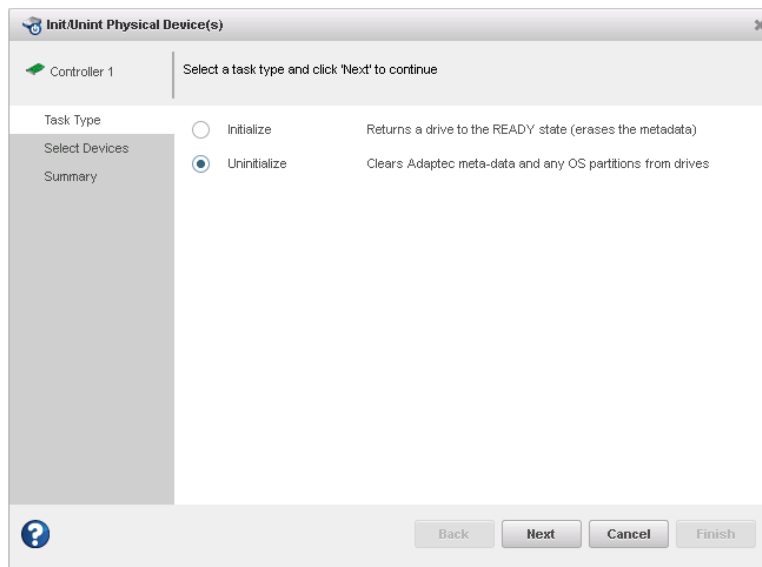 Init/Unint Physical Device(s)
Controller 1
Select a task type and click 'Next' to continue
Task Type
Select Devices
Summary
Initialize Returns a drive to the READY state (erases the metadata)
Uninitialize Clears Adaptec meta-data and any OS partitions from drives
Back Next Cancel Finish